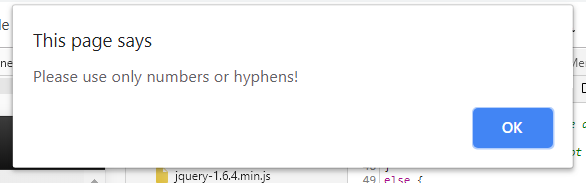 This page says
Please use only numbers or hyphens!
OK
jquery-1.6.4.min.js
49 else {